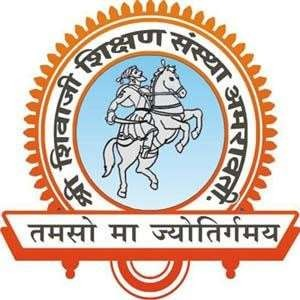 श्री शिवाजी शिक्षण संस्था अमरावती.
तमसो मा ज्योतिर्गमय